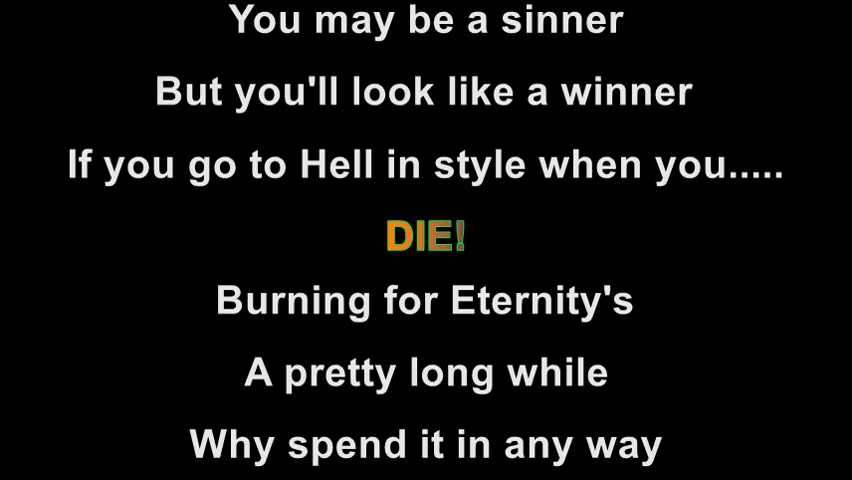 You may be a sinner
But you'll look like a winner
If you go to Hell in style when you.....
DIE!
Burning for Eternity's
A pretty long while
Why spend it in any way